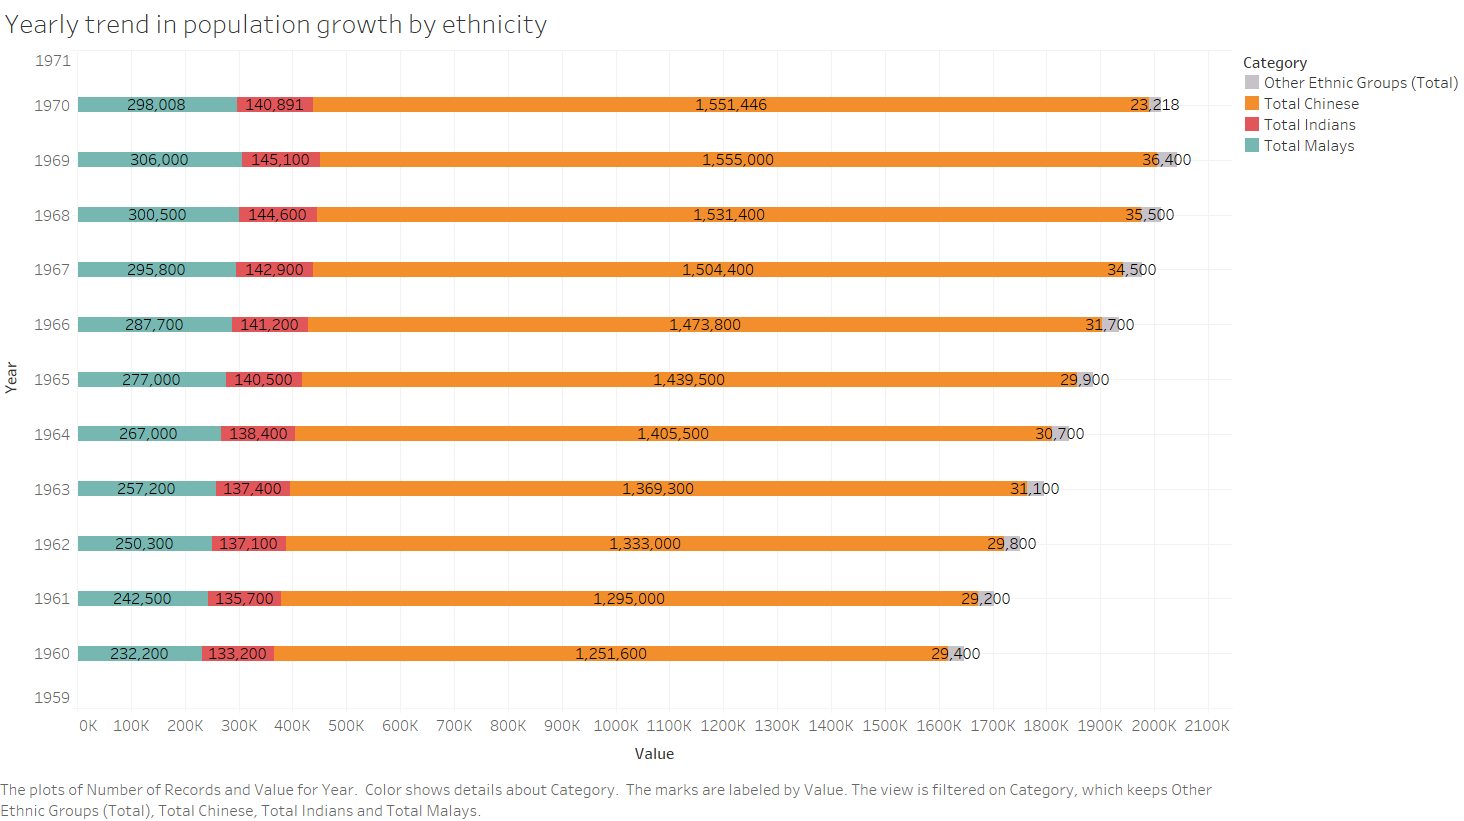 Yearly trend in population growth by ethnicity
Category
Other Ethnic Groups (Total)
Total Chinese
Total Indians
Total Malays
Year
1971
1970 298,008 140,891 1,551,446 23,218
1969 306,000 145,100 1,555,000 36,400
1968 300,500 144,600 1,531,400 35,500
1967 295,800 142,900 1,504,400 34,500
1966 287,700 141,200 1,473,800 31,700
1965 277,000 140,500 1,439,500 29,900
1964 267,000 138,400 1,405,500 30,700
1963 257,200 137,400 1,369,300 31,100
1962 250,300 137,100 1,333,000 29,800
1961 242,500 135,700 1,295,000 29,200
1960 232,200 133,200 1,251,600 29,400
1959
0K 100K 200K 300K 400K 500K 600K 700K 800K 900K 1000K 1100K 1200K 1300K 1400K 1500K 1600K 1700K 1800K 1900K 2000K 2100K
Value
The plots of Number of Records and Value for Year. Color shows details about Category. The marks are labeled by Value. The view is filtered on Category, which keeps Other
Ethnic Groups (Total), Total Chinese, Total Indians and Total Malays.